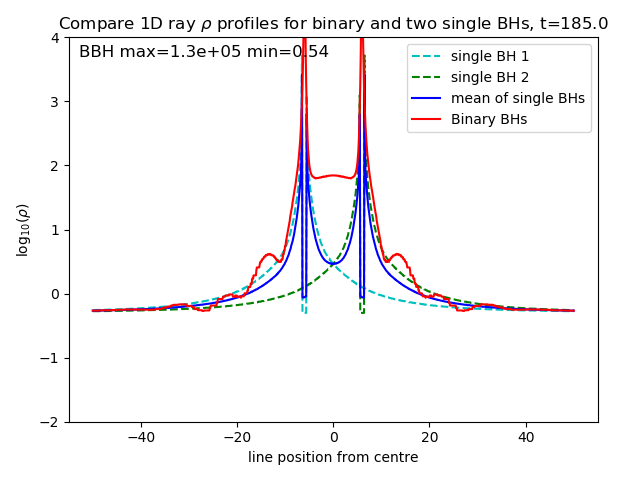 Compare 1D ray ρ profiles for binary and two single BHs, t=185.0
BBH max=1.3e+05 min=0.54
single BH 1
single BH 2
mean of single BHs
Binary BHs
4
3
2
1
0
−1
−2
log₁₀(ρ)
−40 −20 0 20 40
line position from centre